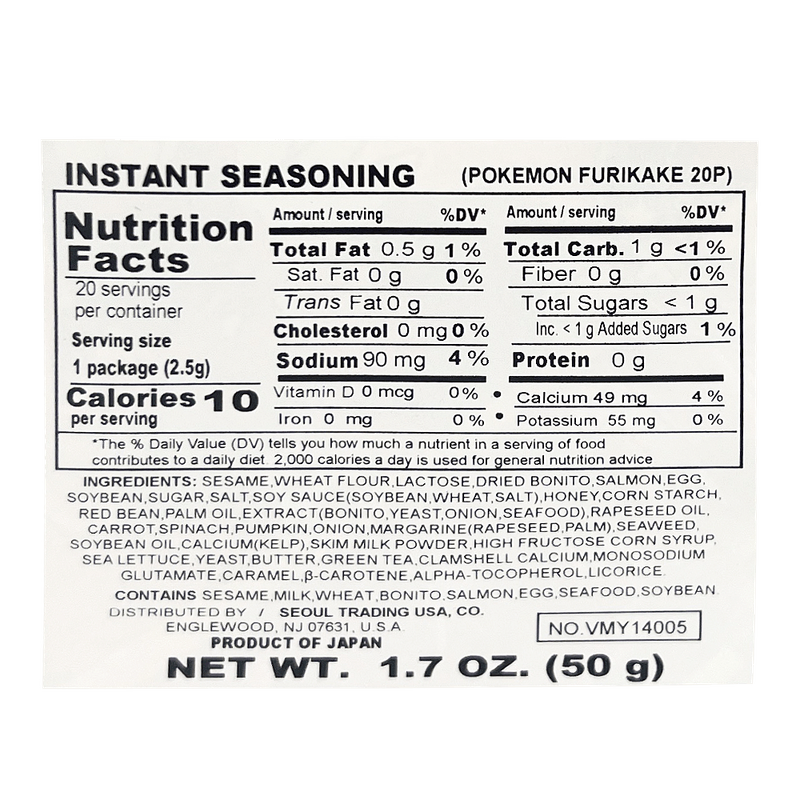 INSTANT SEASONING (POKEMON FURIKAKE 20P)
Nutrition
Facts
20 servings
per container
Serving size
1 package (2.5g)
Calories 10
per serving
Amount / serving %DV*
Total Fat 0.5 g 1 %
Sat. Fat 0 g 0 %
Trans Fat 0 g
Cholesterol 0 mg 0 %
Sodium 90 mg 4 %
Vitamin D 0 mcg 0%
Iron 0 mg 0 %
Amount / serving %DV*
Total Carb. 1 g <1 %
Fiber 0 g 0 %
Total Sugars < 1 g
Inc. < 1 g Added Sugars 1 %
Protein 0 g
• Calcium 49 mg 4 %
• Potassium 55 mg 0 %
*The % Daily Value (DV) tells you how much a nutrient in a serving of food
contributes to a daily diet 2,000 calories a day is used for general nutrition advice
INGREDIENTS: SESAME,WHEAT FLOUR,LACTOSE,DRIED BONITO,SALMON,EGG,
SOYBEAN,SUGAR,SALT,SOY SAUCE(SOYBEAN,WHEAT,SALT),HONEY,CORN STARCH,
RED BEAN,PALM OIL,EXTRACT(BONITO,YEAST,ONION,SEAFOOD),RAPESEED OIL,
CARROT,SPINACH,PUMPKIN,ONION,MARGARINE(RAPESEED,PALM),SEAWEED,
SOYBEAN OIL,CALCIUM(KELP),SKIM MILK POWDER,HIGH FRUCTOSE CORN SYRUP,
SEA LETTUCE,YEAST,BUTTER,GREEN TEA,CLAMSHELL CALCIUM,MONOSODIUM
GLUTAMATE,CARAMEL,β-CAROTENE,ALPHA-TOCOPHEROL,LICORICE.
CONTAINS SESAME,MILK,WHEAT,BONITO,SALMON,EGG,SEAFOOD,SOYBEAN.
DISTRIBUTED BY / SEOUL TRADING USA, CO.
ENGLEWOOD, NJ 07631, U.S.A
PRODUCT OF JAPAN
NO.VMY14005
NET WT. 1.7 OZ. (50 g)